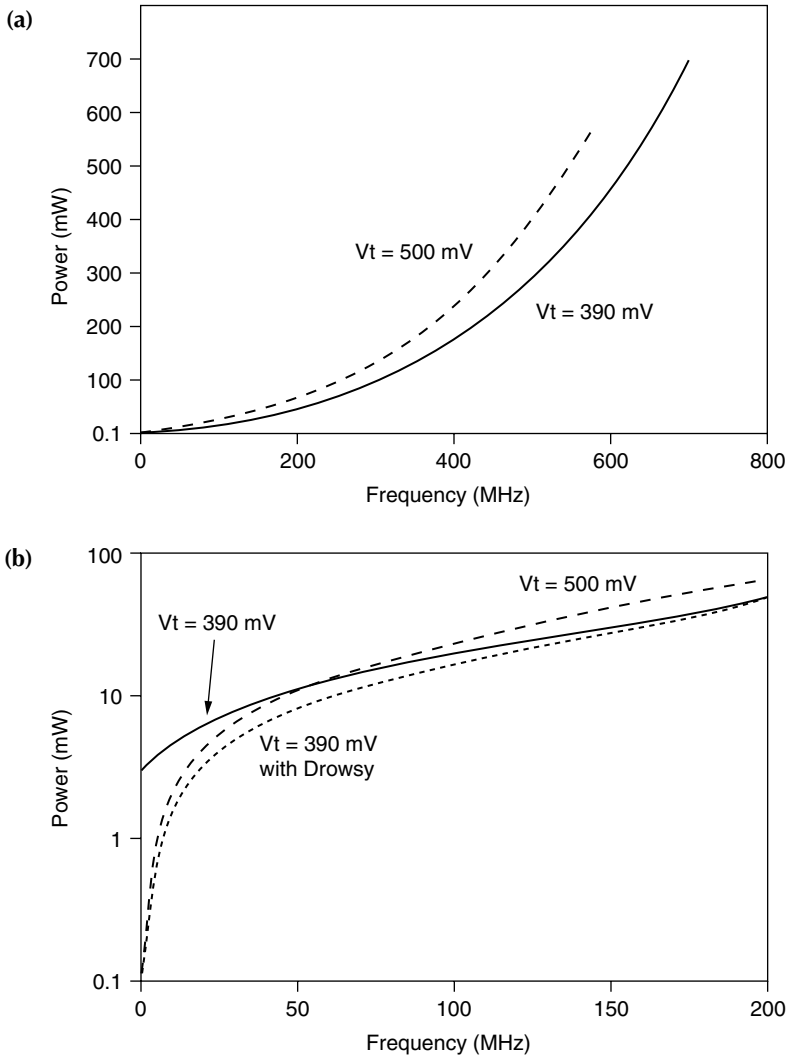 (a)
700
600
500
400
300
200
100
0.1
Power (mW)
Vt = 500 mV
Vt = 390 mV
0 200 400 600 800
Frequency (MHz)
(b)
100
10
1
0.1
Power (mW)
Vt = 500 mV
Vt = 390 mV
Vt = 390 mV
with Drowsy
0 50 100 150 200
Frequency (MHz)